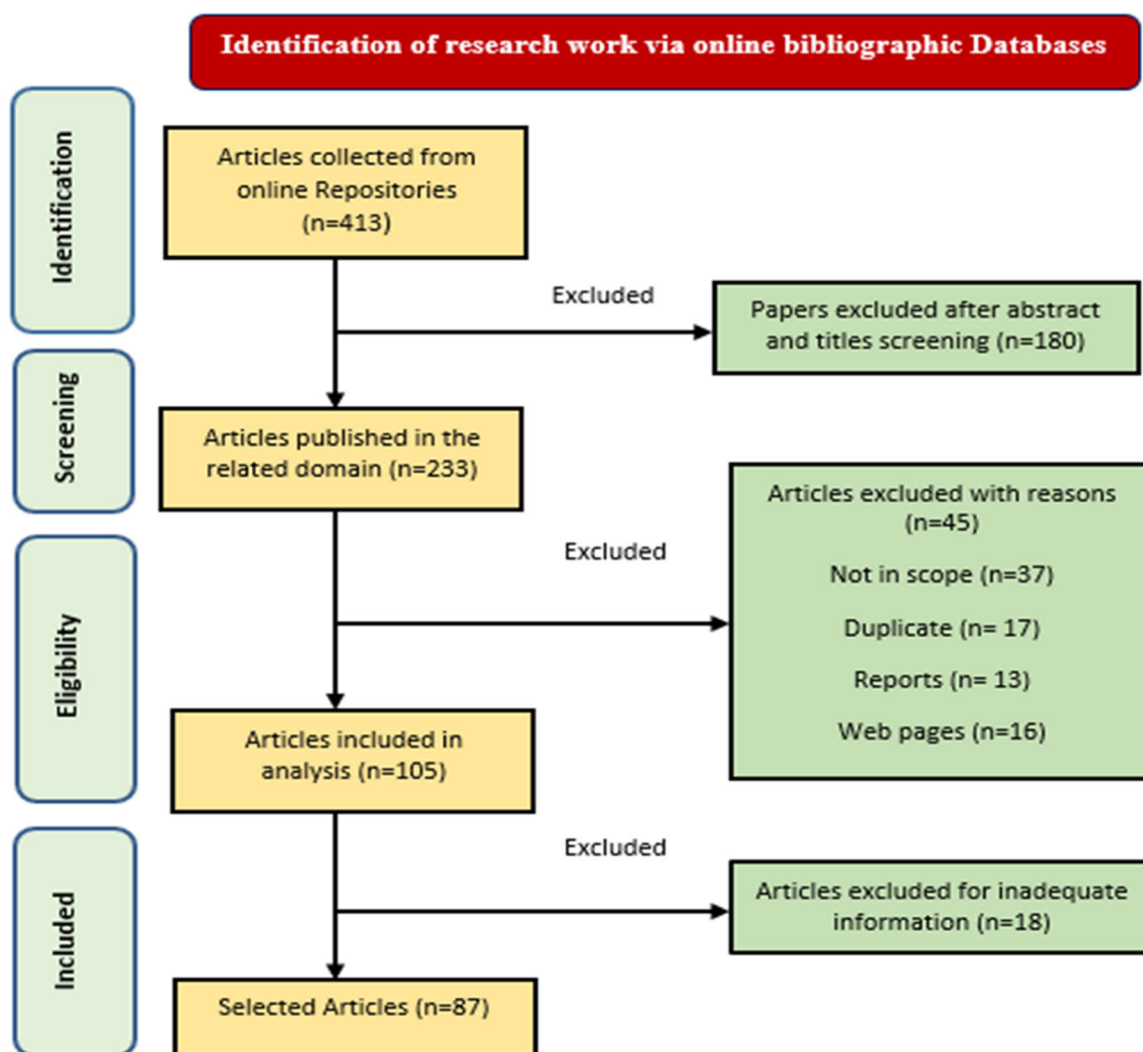 Identification of research work via online bibliographic Databases
Identification
Articles collected from
online Repositories
(n=413)
Excluded
Papers excluded after abstract
and titles screening (n=180)
Screening
Articles published in the
related domain (n=233)
Excluded
Articles excluded with reasons
(n=45)
Not in scope (n=37)
Duplicate (n= 17)
Reports (n= 13)
Web pages (n=16)
Eligibility
Articles included in
analysis (n=105)
Excluded
Articles excluded for inadequate
information (n=18)
Included
Selected Articles (n=87)